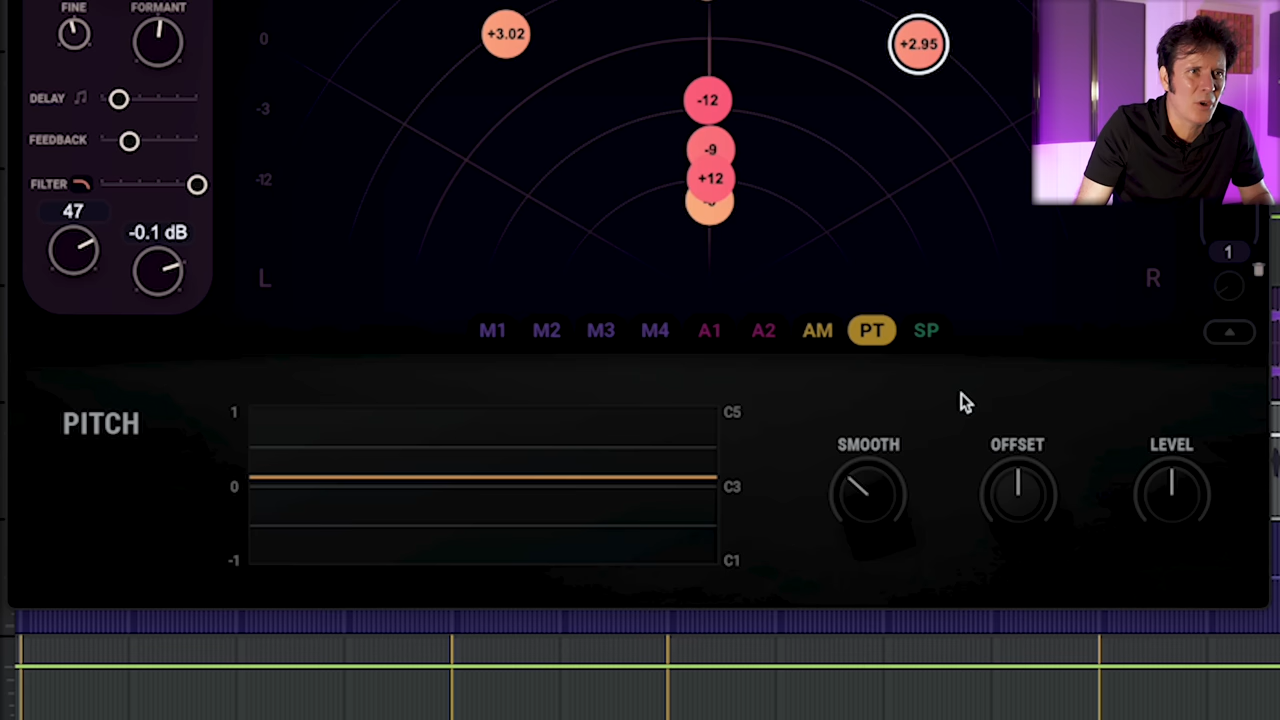 FINE FORMANT
0 +3.02 +2.95
DELAY -3 -12
FEEDBACK -9
FILTER -12 +12
47
-0.1 dB
L R
1
M1 M2 M3 M4 A1 A2 AM PT SP
PITCH 1 C5
SMOOTH OFFSET LEVEL
0 C3
-1 C1